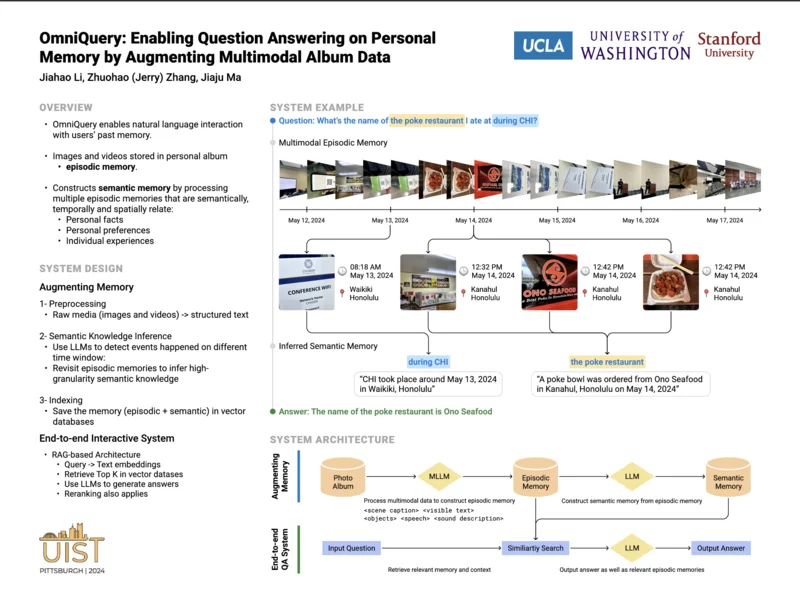 OmniQuery: Enabling Question Answering on Personal
Memory by Augmenting Multimodal Album Data
Jiahao Li, Zhuohao (Jerry) Zhang, Jiaju Ma
UCLA
UNIVERSITY of
WASHINGTON
Stanford
University
OVERVIEW
• OmniQuery enables natural language interaction
with users' past memory.
• Images and videos stored in personal album
• episodic memory.
• Constructs semantic memory by processing
multiple episodic memories that are semantically,
temporally and spatially relate:
• Personal facts
• Personal preferences
• Individual experiences
SYSTEM DESIGN
Augmenting Memory
1- Preprocessing
• Raw media (images and videos) -> structured text
2- Semantic Knowledge Inference
• Use LLMs to detect events happened on different
time window:
• Revisit episodic memories to infer high-
granularity semantic knowledge
3- Indexing
• Save the memory (episodic + semantic) in vector
databases
End-to-end Interactive System
• RAG-based Architecture
• Query -> Text embeddings
• Retrieve Top K in vector datases
• Use LLMs to generate answers
• Reranking also applies
UIST
PITTSBURGH | 2024
SYSTEM EXAMPLE
Question: What's the name of the poke restaurant I ate at during CHI?
Multimodal Episodic Memory
May 12, 2024
May 13, 2024
May 14, 2024
May 15, 2024
May 16, 2024
May 17, 2024
CONFERENCE WIFI
08:18 AM
May 13, 2024
Waikiki
Honolulu
12:32 PM
May 14, 2024
Kanahul
Honolulu
ONO SEAFOOD
12:42 PM
May 14, 2024
Kanahul
Honolulu
12:42 PM
May 14, 2024
Kanahul
Honolulu
Inferred Semantic Memory
during CHI
"CHI took place around May 13, 2024
in Waikiki, Honolulu"
the poke restaurant
"A poke bowl was ordered from Ono Seafood
in Kanahul, Honolulu on May 14, 2024"
Answer: The name of the poke restaurant is Ono Seafood
SYSTEM ARCHITECTURE
Augmenting
Memory
Photo
Album
MLLM
Episodic
Memory
LLM
Semantic
Memory
Process multimodal data to construct episodic memory
<scene caption> <visible text>
<objects> <speech> <sound description>
Construct semantic memory from episodic memory
End-to-end
QA System
Input Question
Similiartiy Search
LLM
Output Answer
Retrieve relevant memory and context
Output answer as well as relevant episodic memories